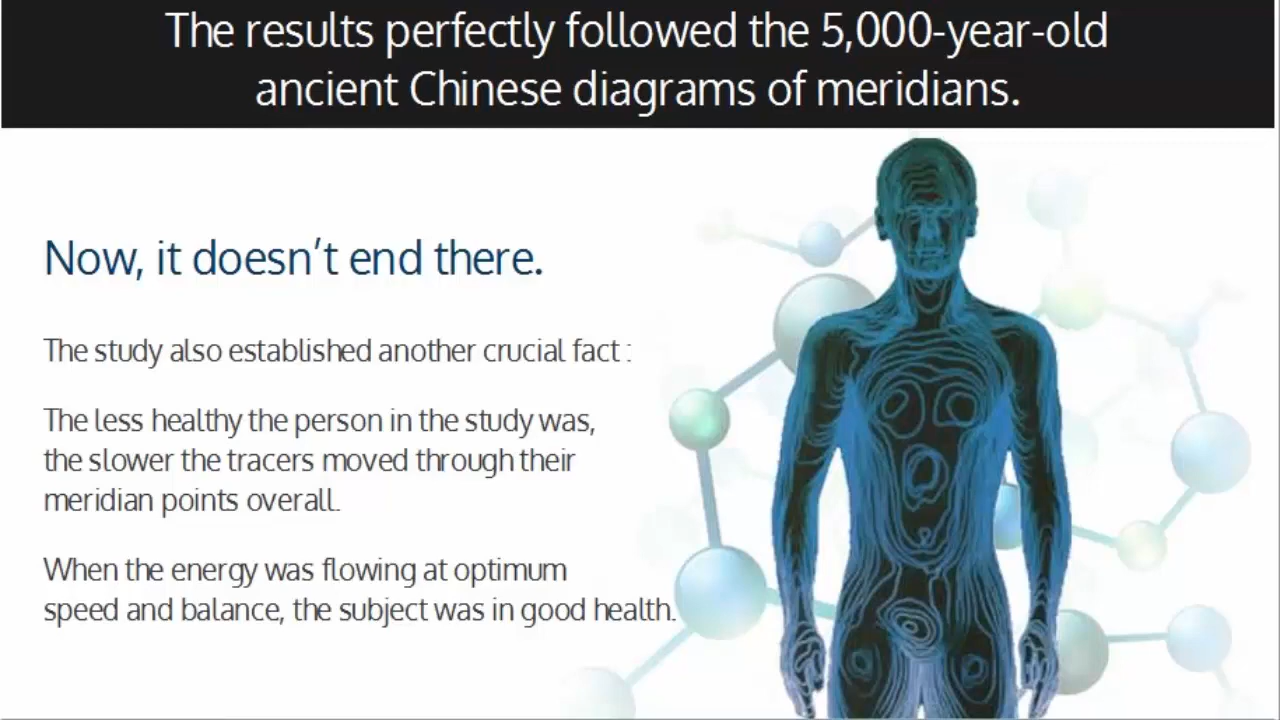 The results perfectly followed the 5,000-year-old
ancient Chinese diagrams of meridians.
Now, it doesn't end there.
The study also established another crucial fact :
The less healthy the person in the study was,
the slower the tracers moved through their
meridian points overall.
When the energy was flowing at optimum
speed and balance, the subject was in good health.